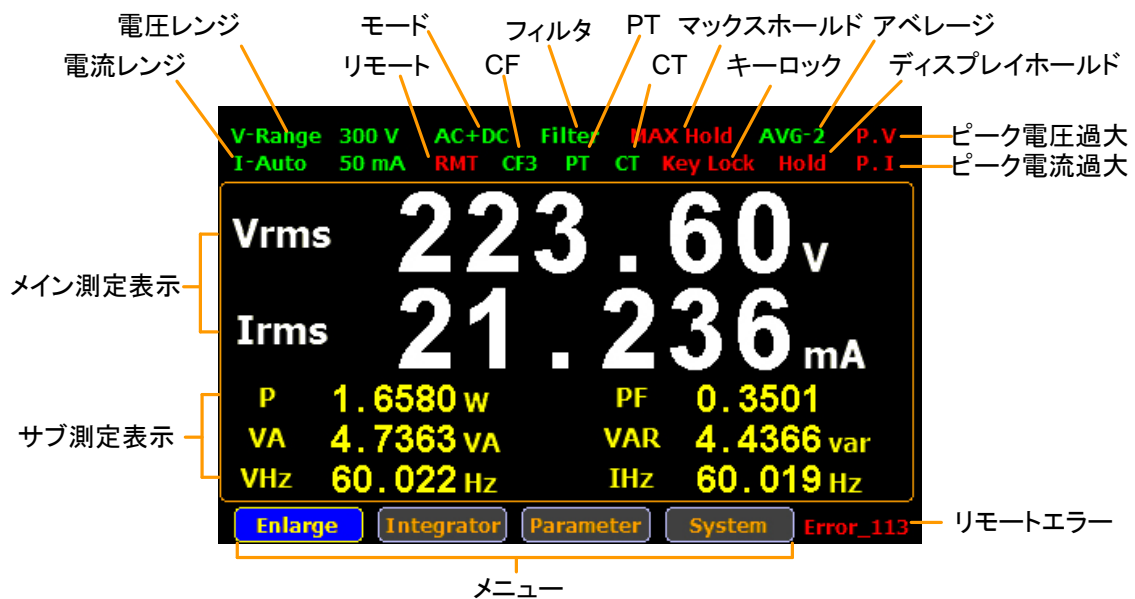 電圧レンジ モード フィルタ PT マックスホールド アベレージ
電流レンジ リモート CF CT キーロック ディスプレイホールド
V-Range 300 V AC+DC Filter MAX Hold AVG-2 P.V ピーク電圧過大
I-Auto 50 mA RMT CF3 PT CT Key Lock Hold P.I ピーク電流過大
Vrms 223.60 V
メイン測定表示
Irms 21.236 mA
P 1.6580 W PF 0.3501
サブ測定表示 VA 4.7363 VA VAR 4.4366 var
VHz 60.022 Hz IHz 60.019 Hz
Enlarge Integrator Parameter System Error_113 リモートエラー
メニュー